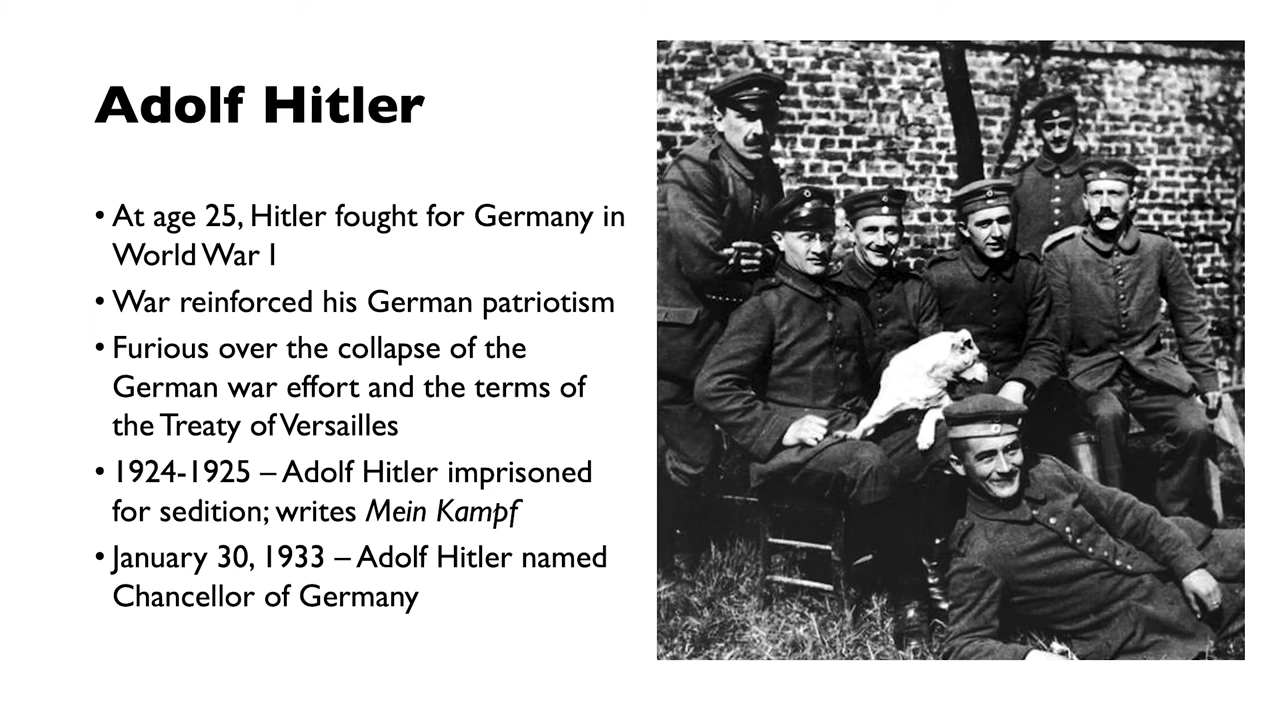 Adolf Hitler
• At age 25, Hitler fought for Germany in
World War I
• War reinforced his German patriotism
• Furious over the collapse of the
German war effort and the terms of
the Treaty of Versailles
• 1924-1925 – Adolf Hitler imprisoned
for sedition; writes Mein Kampf
• January 30, 1933 – Adolf Hitler named
Chancellor of Germany